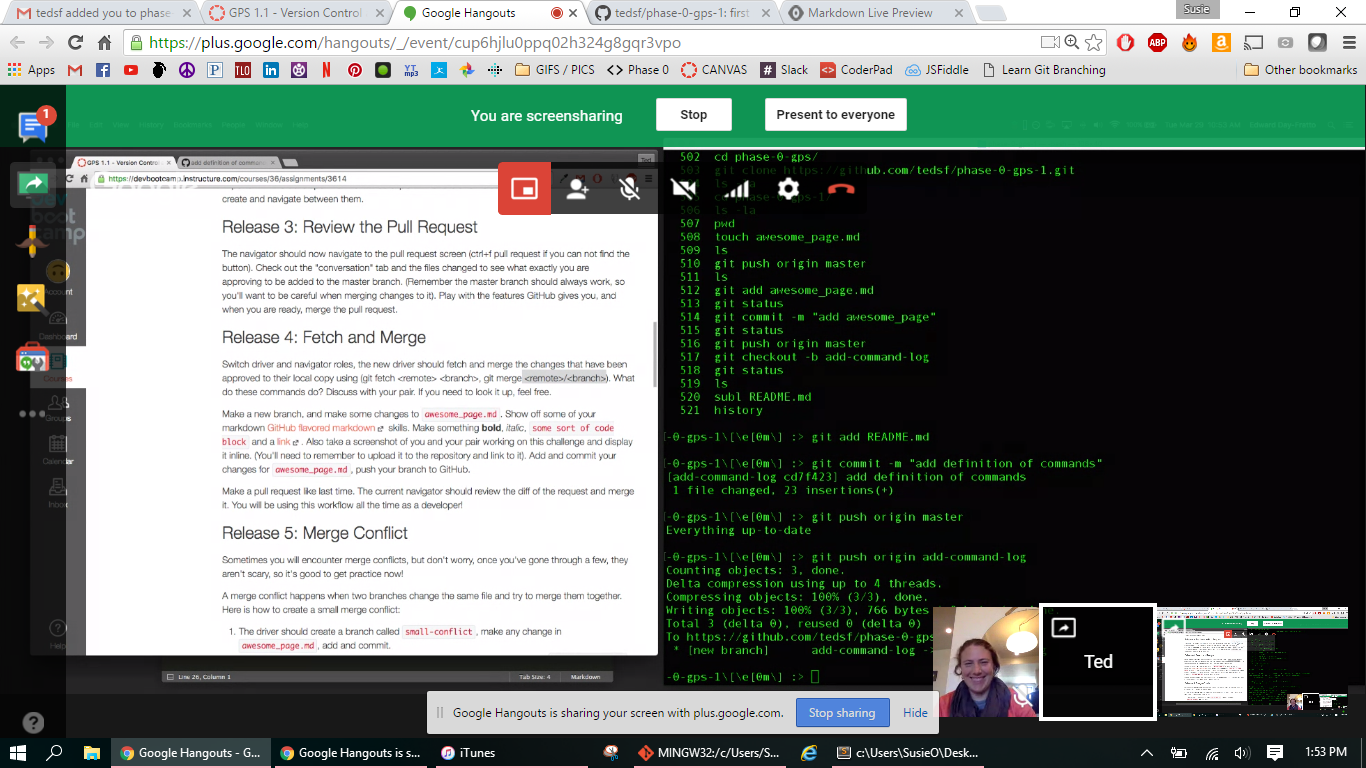 tedsf added you to phase-
GPS 1.1 - Version Control
Google Hangouts
tedsf/phase-0-gps-1: first
Markdown Live Preview
Susie
https://plus.google.com/hangouts/_/event/cup6hjlu0ppq02h324g8gqr3vpo
Apps
GIFS / PICS
Phase 0
CANVAS
Slack
CoderPad
JSFiddle
Learn Git Branching
Other bookmarks
You are screensharing
Stop
Present to everyone
1
GPS 1.1 - Version Control
add definition of comman
Ted
https://devbootcamp.instructure.com/courses/36/assignments/3614
create and navigate between them.
Release 3: Review the Pull Request
The navigator should now navigate to the pull request screen (ctrl+f pull request if you can not find the
button). Check out the "conversation" tab and the files changed to see what exactly you are
approving to be added to the master branch. (Remember the master branch should always work, so
you'll want to be careful when merging changes to it). Play with the features GitHub gives you, and
when you are ready, merge the pull request.
Release 4: Fetch and Merge
Switch driver and navigator roles, the new driver should fetch and merge the changes that have been
approved to their local copy using (git fetch <remote> <branch>, git merge <remote>/<branch>). What
do these commands do? Discuss with your pair. If you need to look it up, feel free.
Make a new branch, and make some changes to awesome_page.md. Show off some of your
markdown GitHub flavored markdown skills. Make something bold, italic, some sort of code
block and a link. Also take a screenshot of you and your pair working on this challenge and display
it inline. (You'll need to remember to upload it to the repository and link to it). Add and commit your
changes for awesome_page.md, push your branch to GitHub.
Make a pull request like last time. The current navigator should review the diff of the request and merge
it. You will be using this workflow all the time as a developer!
Release 5: Merge Conflict
Sometimes you will encounter merge conflicts, but don't worry, once you've gone through a few, they
aren't scary, so it's good to get practice now!
A merge conflict happens when two branches change the same file and try to merge them together.
Here is how to create a small merge conflict:
1. The driver should create a branch called small-conflict, make any change in
awesome_page.md, add and commit.
Account
Dashboard
Courses
Groups
Calendar
Inbox
Help
Line 26, Column 1
Tab Size: 4
Markdown
502 cd phase-0-gps/
503 git clone https://github.com/tedsf/phase-0-gps-1.git
505 cd phase-0-gps-1
506 ls -la
507 pwd
508 touch awesome_page.md
509 ls
510 git push origin master
511 ls
512 git add awesome_page.md
513 git status
514 git commit -m "add awesome_page"
515 git status
516 git push origin master
517 git checkout -b add-command-log
518 git status
519 ls
520 subl README.md
521 history
-0-gps-1\[\e[0m\] :> git add README.md
-0-gps-1\[\e[0m\] :> git commit -m "add definition of commands"
[add-command-log cd7f423] add definition of commands
1 file changed, 23 insertions(+)
-0-gps-1\[\e[0m\] :> git push origin master
Everything up-to-date
-0-gps-1\[\e[0m\] :> git push origin add-command-log
Counting objects: 3, done.
Delta compression using up to 4 threads.
Compressing objects: 100% (3/3), done.
Writing objects: 100% (3/3), 766 bytes
Total 3 (delta 0), reused 0 (delta 0)
To https://github.com/tedsf/phase-0-gps
* [new branch] add-command-log -
-0-gps-1\[\e[0m\] :>
Ted
Google Hangouts is sharing your screen with plus.google.com.
Stop sharing
Hide
Google Hangouts - G...
Google Hangouts is s...
iTunes
MINGW32:/c/Users/S...
c:\Users\SusieO\Desk...
1:53 PM